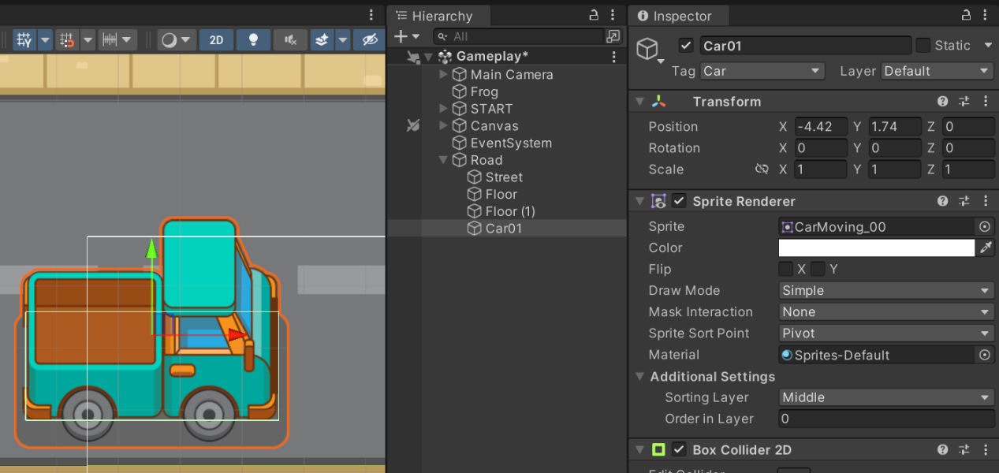 2D
Hierarchy
All
Gameplay*
Main Camera
Frog
START
Canvas
EventSystem
Road
Street
Floor
Floor (1)
Car01
Inspector
Car01
Static
Tag Car Layer Default
Transform
Position X -4.42 Y 1.74 Z 0
Rotation X 0 Y 0 Z 0
Scale X 1 Y 1 Z 1
Sprite Renderer
Sprite CarMoving_00
Color
Flip X Y
Draw Mode Simple
Mask Interaction None
Sprite Sort Point Pivot
Material Sprites-Default
Additional Settings
Sorting Layer Middle
Order in Layer 0
Box Collider 2D